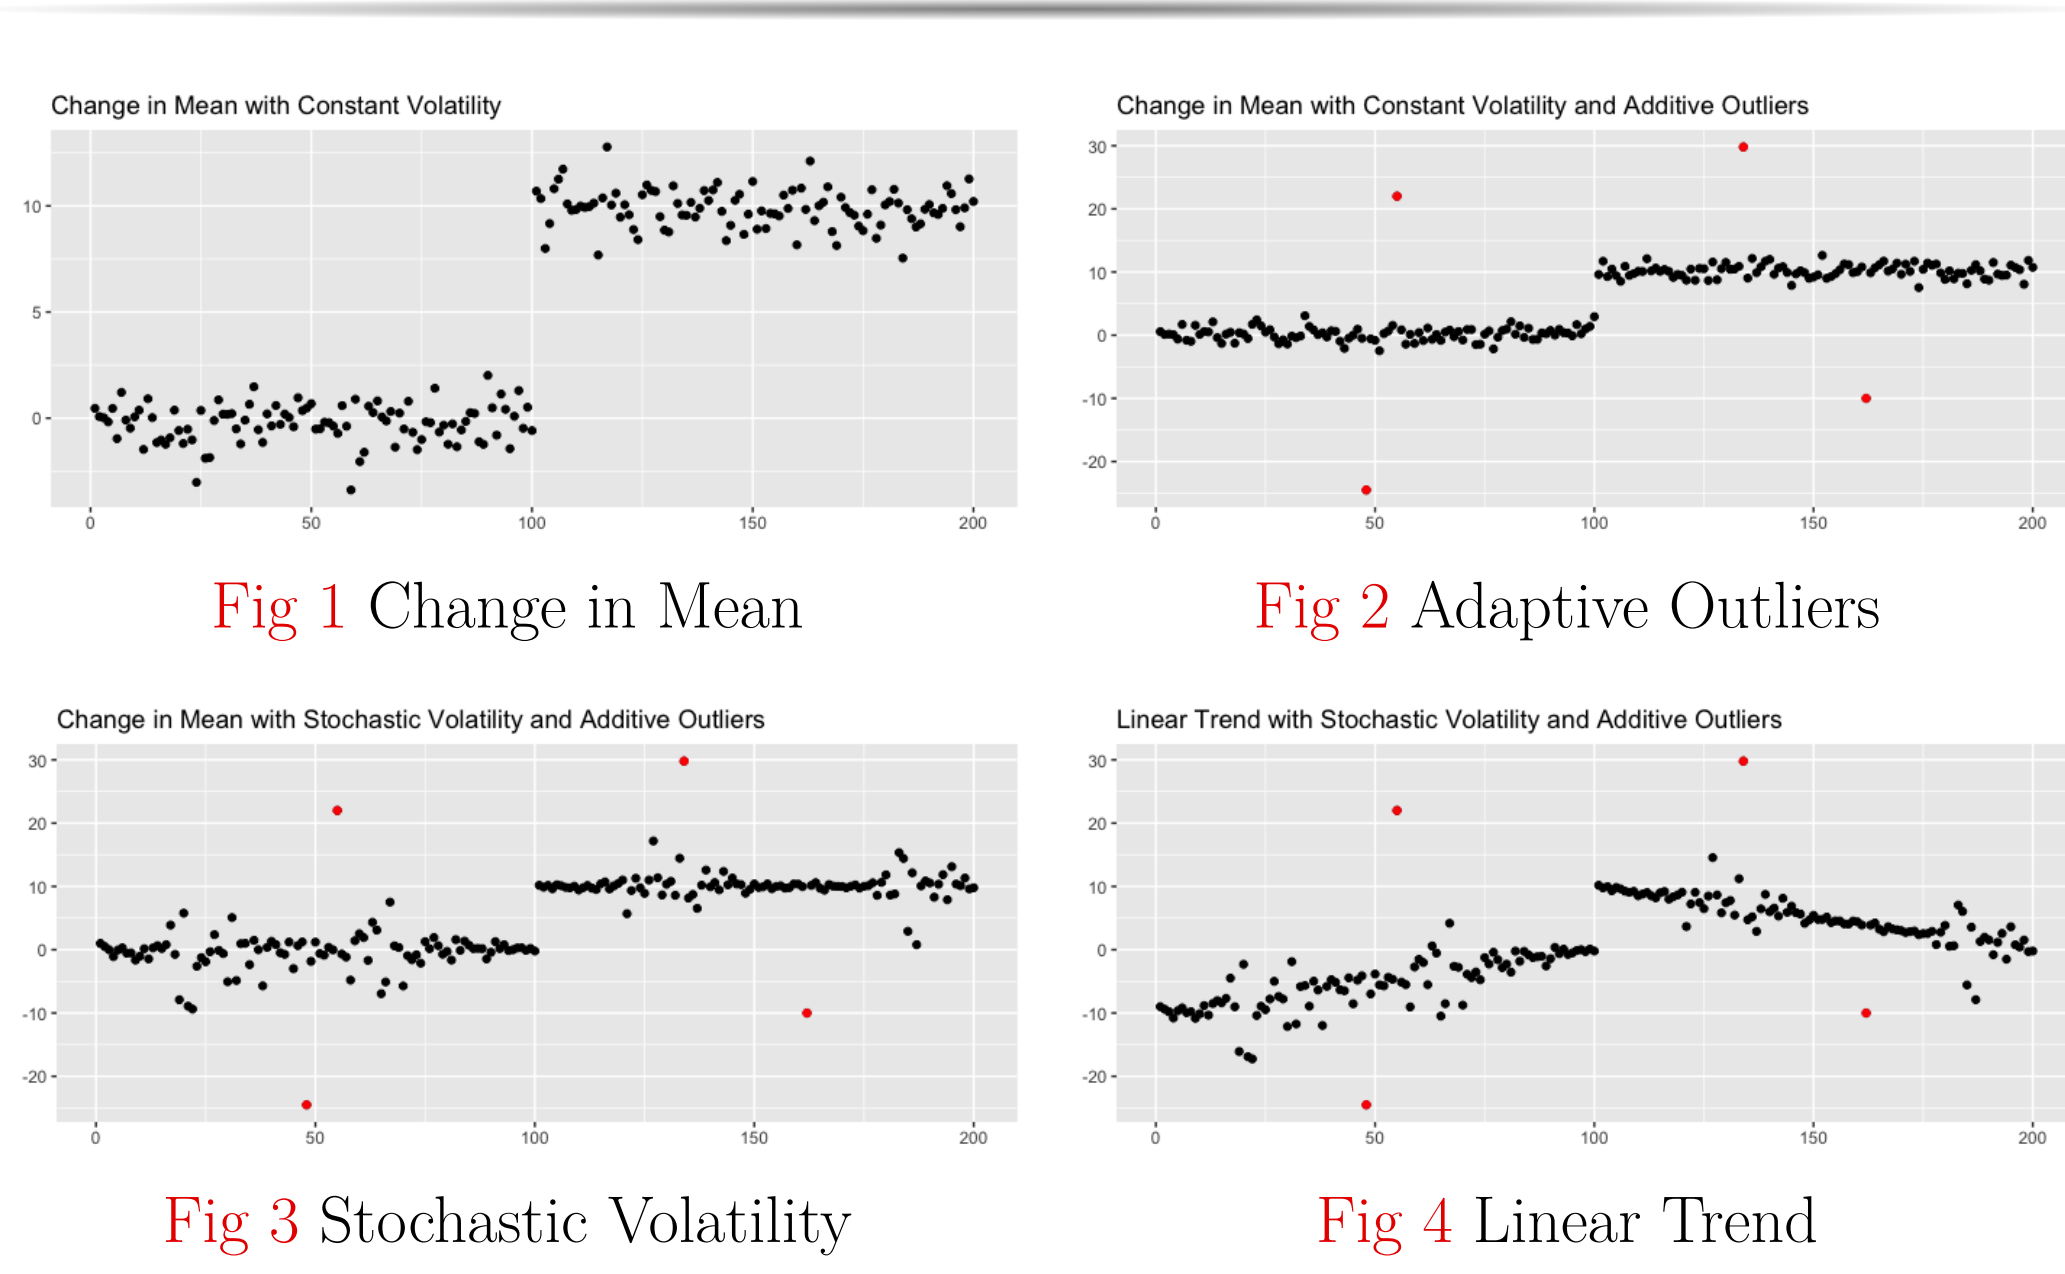 Change in Mean with Constant Volatility
10
5
0
0 50 100 150 200
Fig 1 Change in Mean
Change in Mean with Constant Volatility and Additive Outliers
30
20
10
0
-10
-20
0 50 100 150 200
Fig 2 Adaptive Outliers
Change in Mean with Stochastic Volatility and Additive Outliers
30
20
10
0
-10
-20
0 50 100 150 200
Fig 3 Stochastic Volatility
Linear Trend with Stochastic Volatility and Additive Outliers
30
20
10
0
-10
-20
0 50 100 150 200
Fig 4 Linear Trend